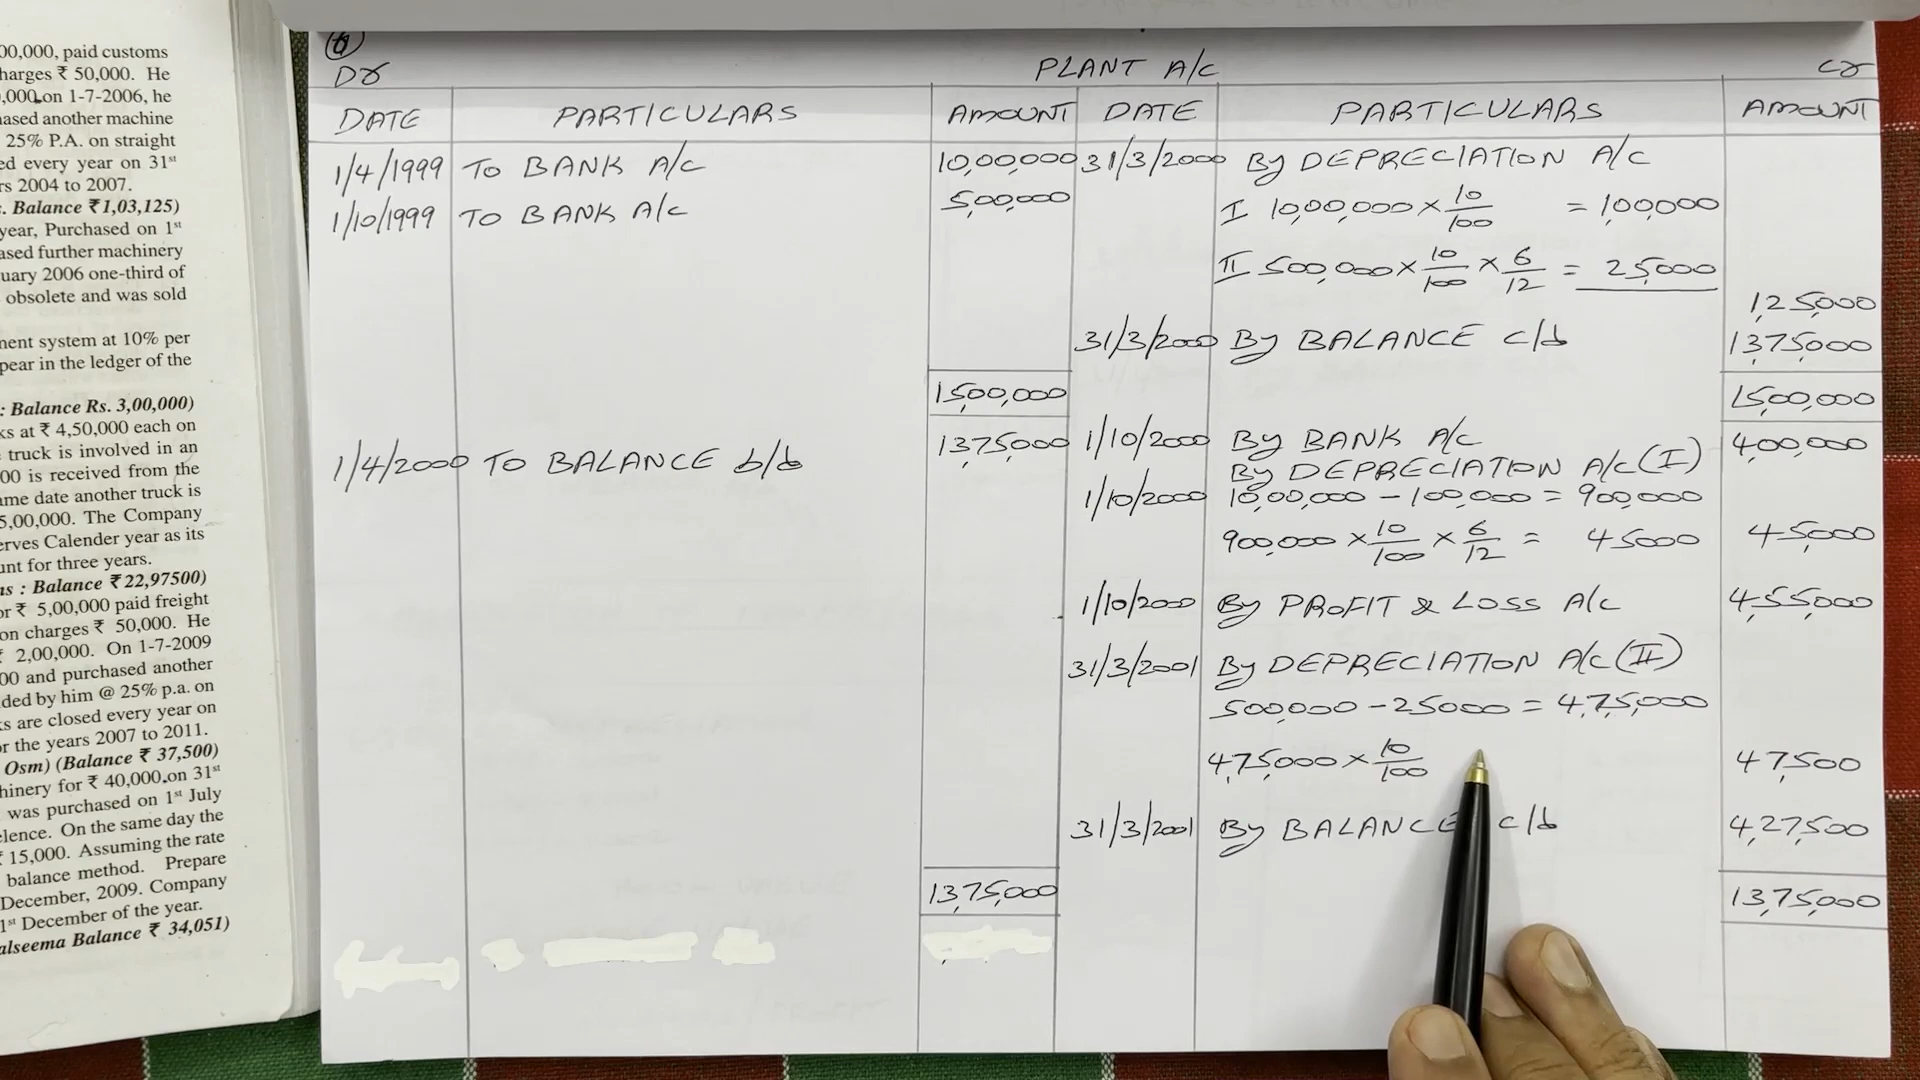 00,000, paid customs
harges ₹ 50,000. He
,000 on 1-7-2006, he
ased another machine
25% P.A. on straight
ed every year on 31st
rs 2004 to 2007.
. Balance ₹1,03,125)
year, Purchased on 1st
ased further machinery
uary 2006 one-third of
obsolete and was sold
ment system at 10% per
pear in the ledger of the
: Balance Rs. 3,00,000)
ks at ₹ 4,50,000 each on
truck is involved in an
00 is received from the
ame date another truck is
5,00,000. The Company
erves Calender year as its
unt for three years.
ns : Balance ₹22,97500)
or ₹ 5,00,000 paid freight
on charges ₹ 50,000. He
₹ 2,00,000. On 1-7-2009
00 and purchased another
ded by him @ 25% p.a. on
ks are closed every year on
or the years 2007 to 2011.
Osm) (Balance ₹ 37,500)
hinery for ₹ 40,000.on 31st
was purchased on 1st July
lence. On the same day the
₹ 15,000. Assuming the rate
balance method. Prepare
December, 2009. Company
1st December of the year.
alseema Balance ₹ 34,051)
6
Dr PLANT A/c Cr
DATE PARTICULARS AMOUNT DATE PARTICULARS AMOUNT
1/4/1999 To BANK A/c 10,00,000 31/3/2000 By DEPRECIATION A/c
1/10/1999 To BANK A/c 5,00,000 I 10,00,000 × 10/100 = 1,00,000
II 500,000 × 10/100 × 6/12 = 25,000
1,25,000
31/3/2000 By BALANCE c/d 13,75,000
15,00,000 15,00,000
1/4/2000 To BALANCE b/d 13,75,000 1/10/2000 By BANK A/c 4,00,000
By DEPRECIATION A/c (I)
1/10/2000 10,00,000 - 100,000 = 900,000
900,000 × 10/100 × 6/12 = 45000 45,000
1/10/2000 By PROFIT & LOSS A/c 4,55,000
31/3/2001 By DEPRECIATION A/c (II)
500,000 - 25000 = 4,75,000
4,75,000 × 10/100 47,500
31/3/2001 By BALANCE c/d 4,27,500
13,75,000 13,75,000